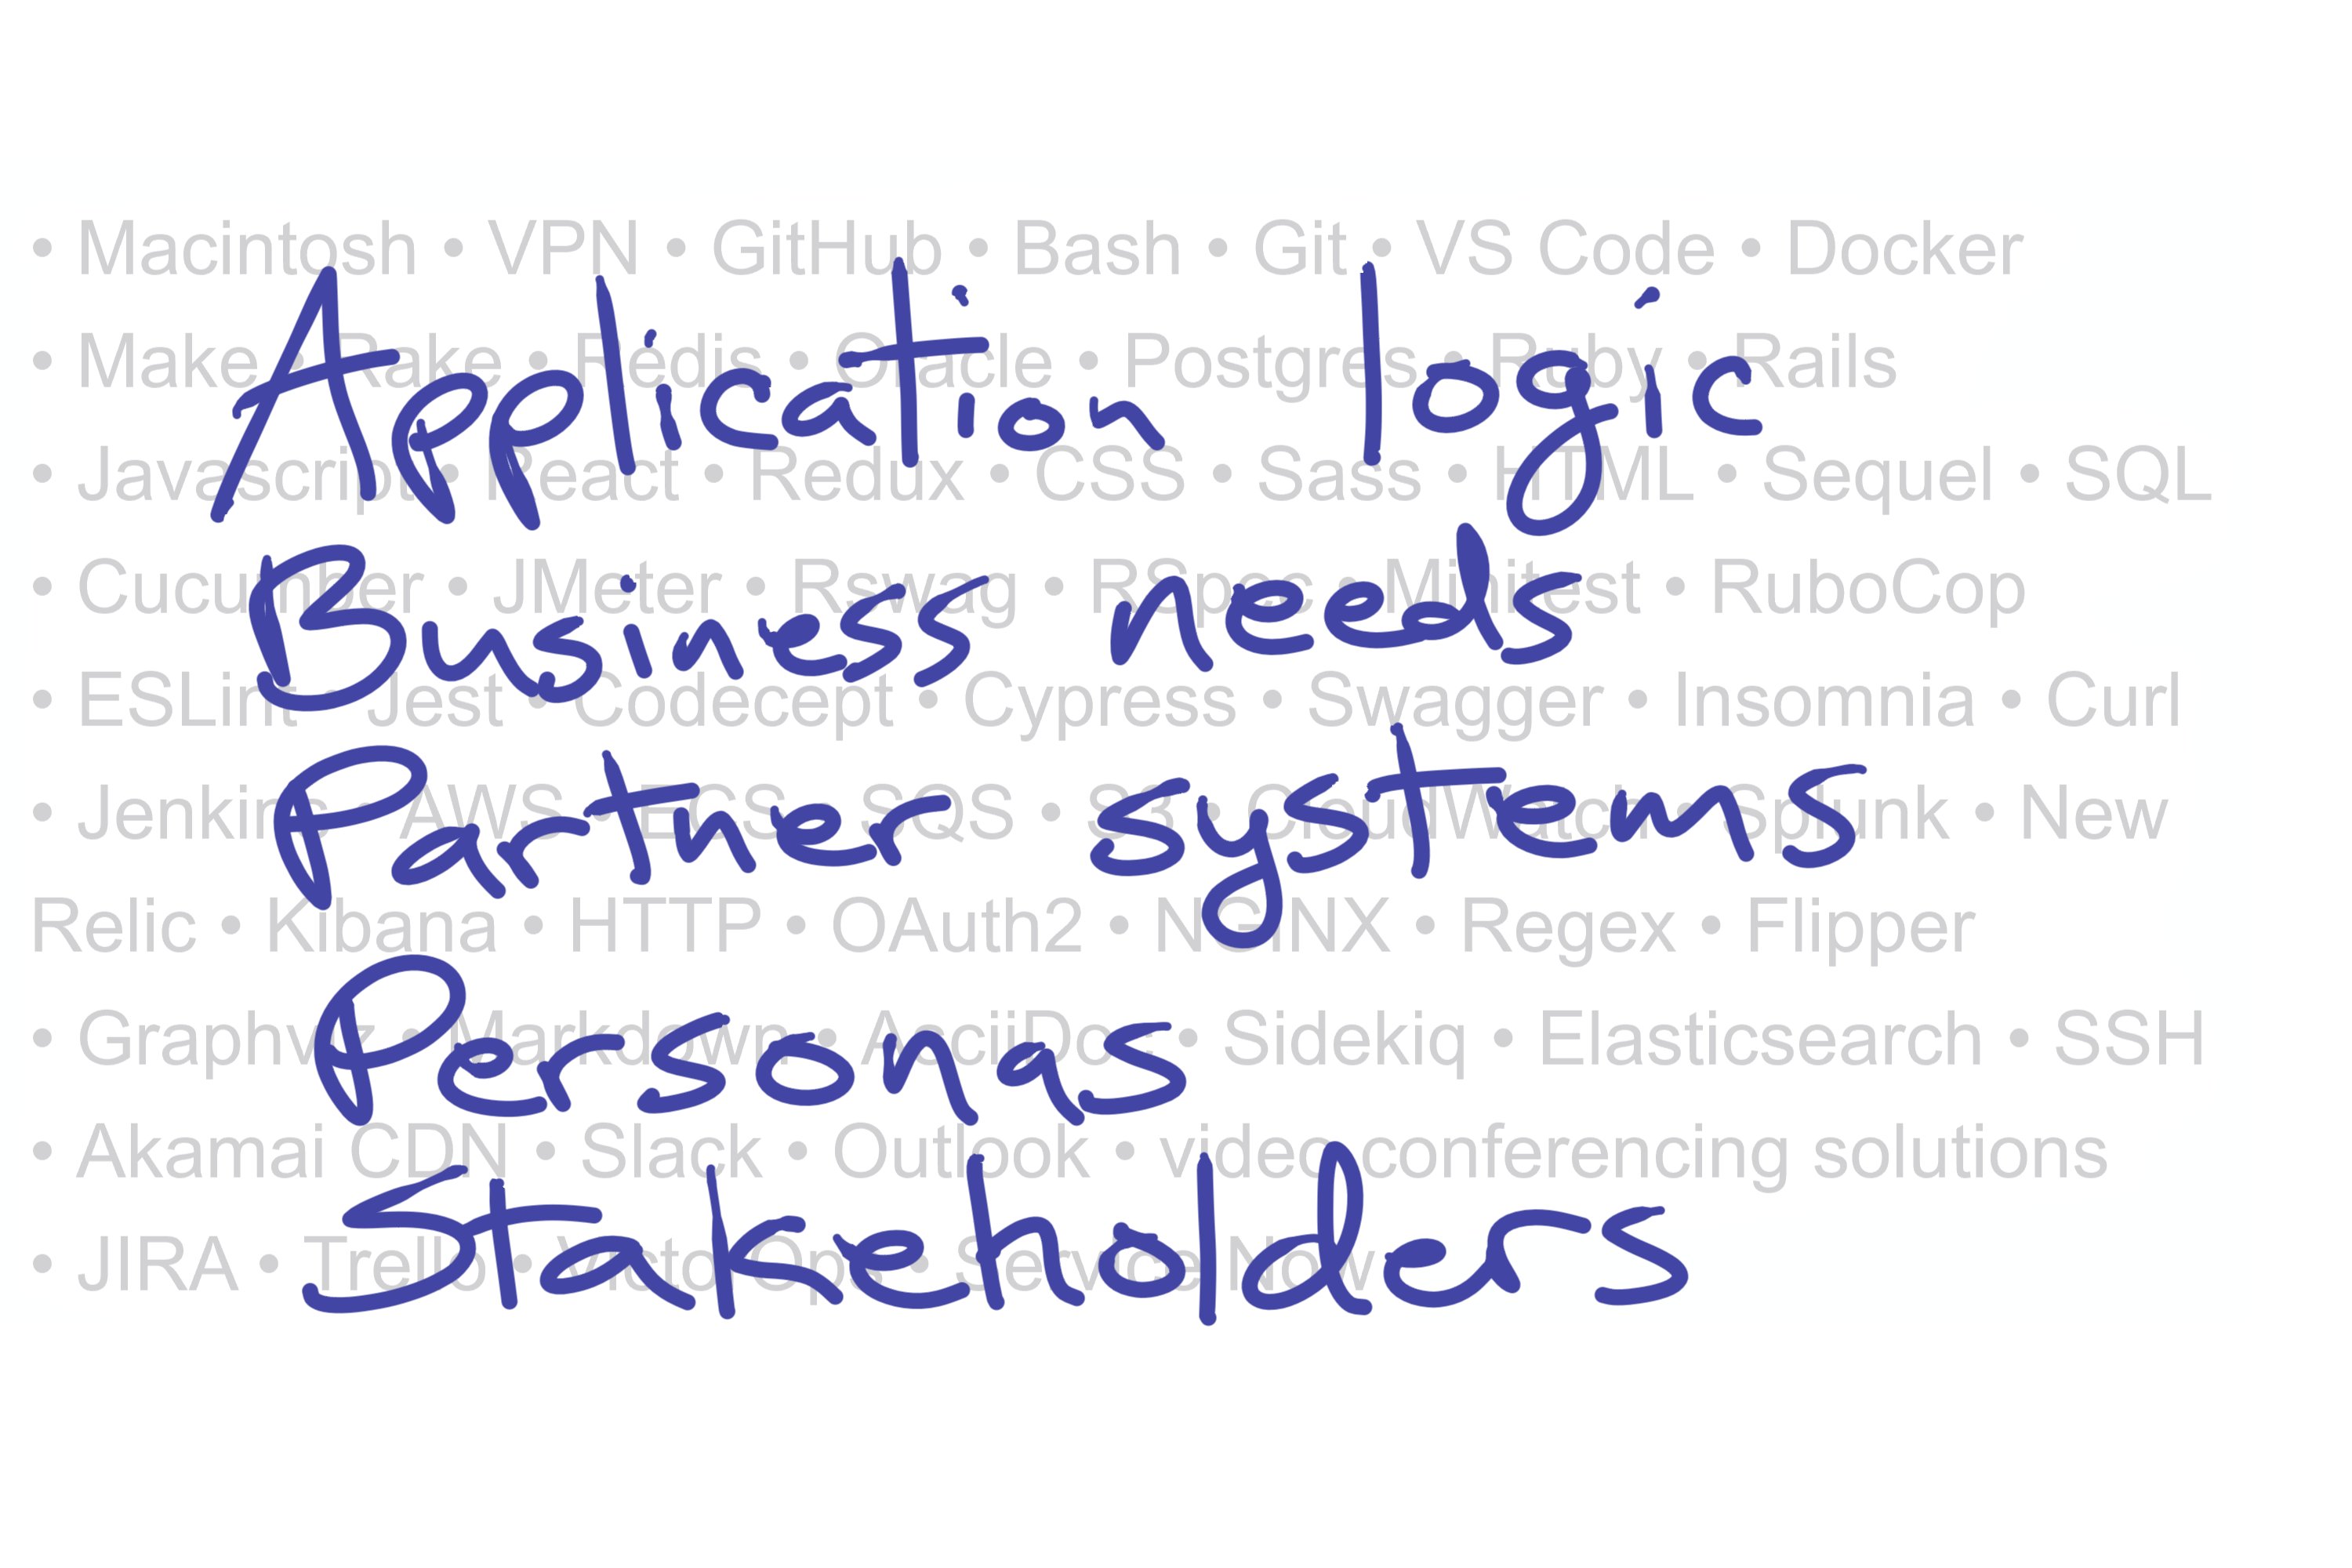 • Macintosh • VPN • GitHub • Bash • Git • VS Code • Docker
Application logic
• Make • Rake • Redis • Oracle • Postgres • Ruby • Rails
• Javascript • React • Redux • CSS • Sass • HTML • Sequel • SQL
• Cucumber • JMeter • Rswag • RSpec • Minitest • RuboCop
Business needs
• ESLint • Jest • Codecept • Cypress • Swagger • Insomnia • Curl
• Jenkins • AWS • ECS • SQS • S3 • CloudWatch • Splunk • New
Partner systems
Relic • Kibana • HTTP • OAuth2 • NGINX • Regex • Flipper
• Graphviz • Markdown • AsciiDoc • Sidekiq • Elasticsearch • SSH
Personas
• Akamai CDN • Slack • Outlook • video conferencing solutions
• JIRA • Trello • VictorOps • Service Now
Stakeholders